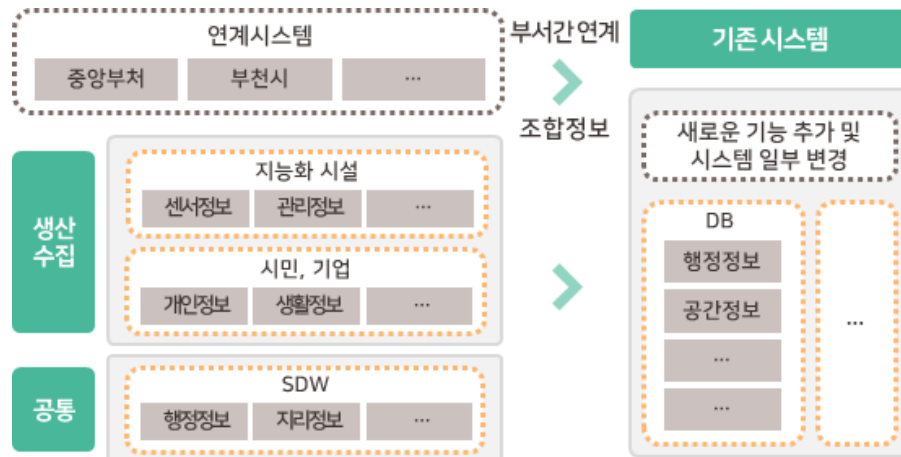 연계시스템
중앙부처
부천시
...
부서간 연계
조합정보
기존 시스템
생산
수집
지능화 시설
센서정보
관리정보
...
시민, 기업
개인정보
생활정보
...
공통
SDW
행정정보
지리정보
...
새로운 기능 추가 및
시스템 일부 변경
DB
행정정보
공간정보
...
...
...